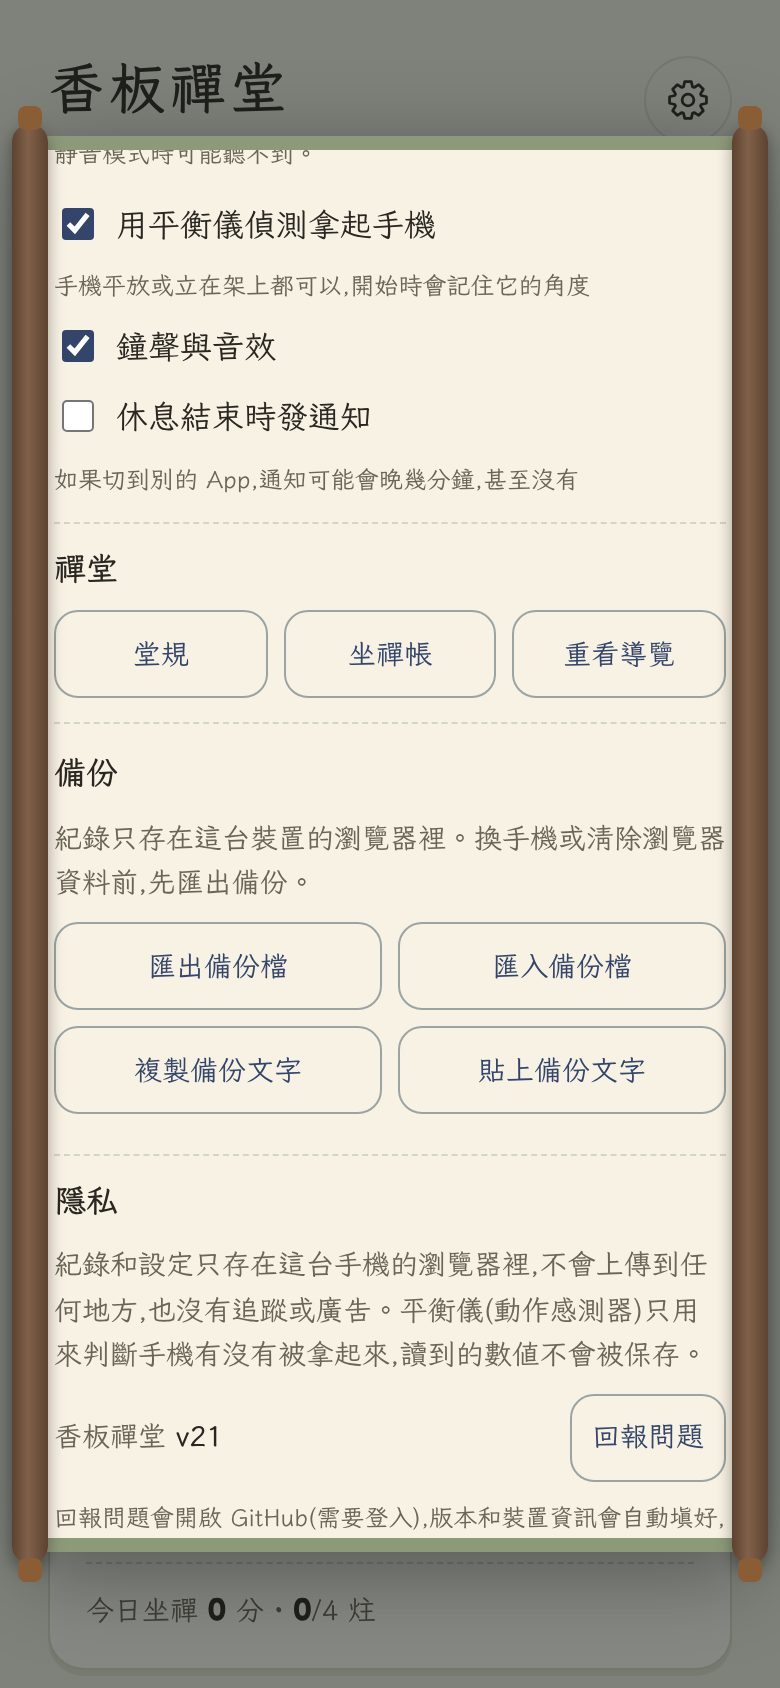 香板禪堂
靜音模式時可能聽不到。
用平衡儀偵測拿起手機
手機平放或立在架上都可以,開始時會記住它的角度
鐘聲與音效
休息結束時發通知
如果切到別的 App,通知可能會晚幾分鐘,甚至沒有
禪堂
堂規
坐禪帳
重看導覽
備份
紀錄只存在這台裝置的瀏覽器裡。換手機或清除瀏覽器
資料前,先匯出備份。
匯出備份檔
匯入備份檔
複製備份文字
貼上備份文字
隱私
紀錄和設定只存在這台手機的瀏覽器裡,不會上傳到任
何地方,也沒有追蹤或廣告。平衡儀(動作感測器)只用
來判斷手機有沒有被拿起來,讀到的數值不會被保存。
香板禪堂 v21
回報問題
回報問題會開啟 GitHub(需要登入),版本和裝置資訊會自動填好,
今日坐禪 0 分・0/4 炷